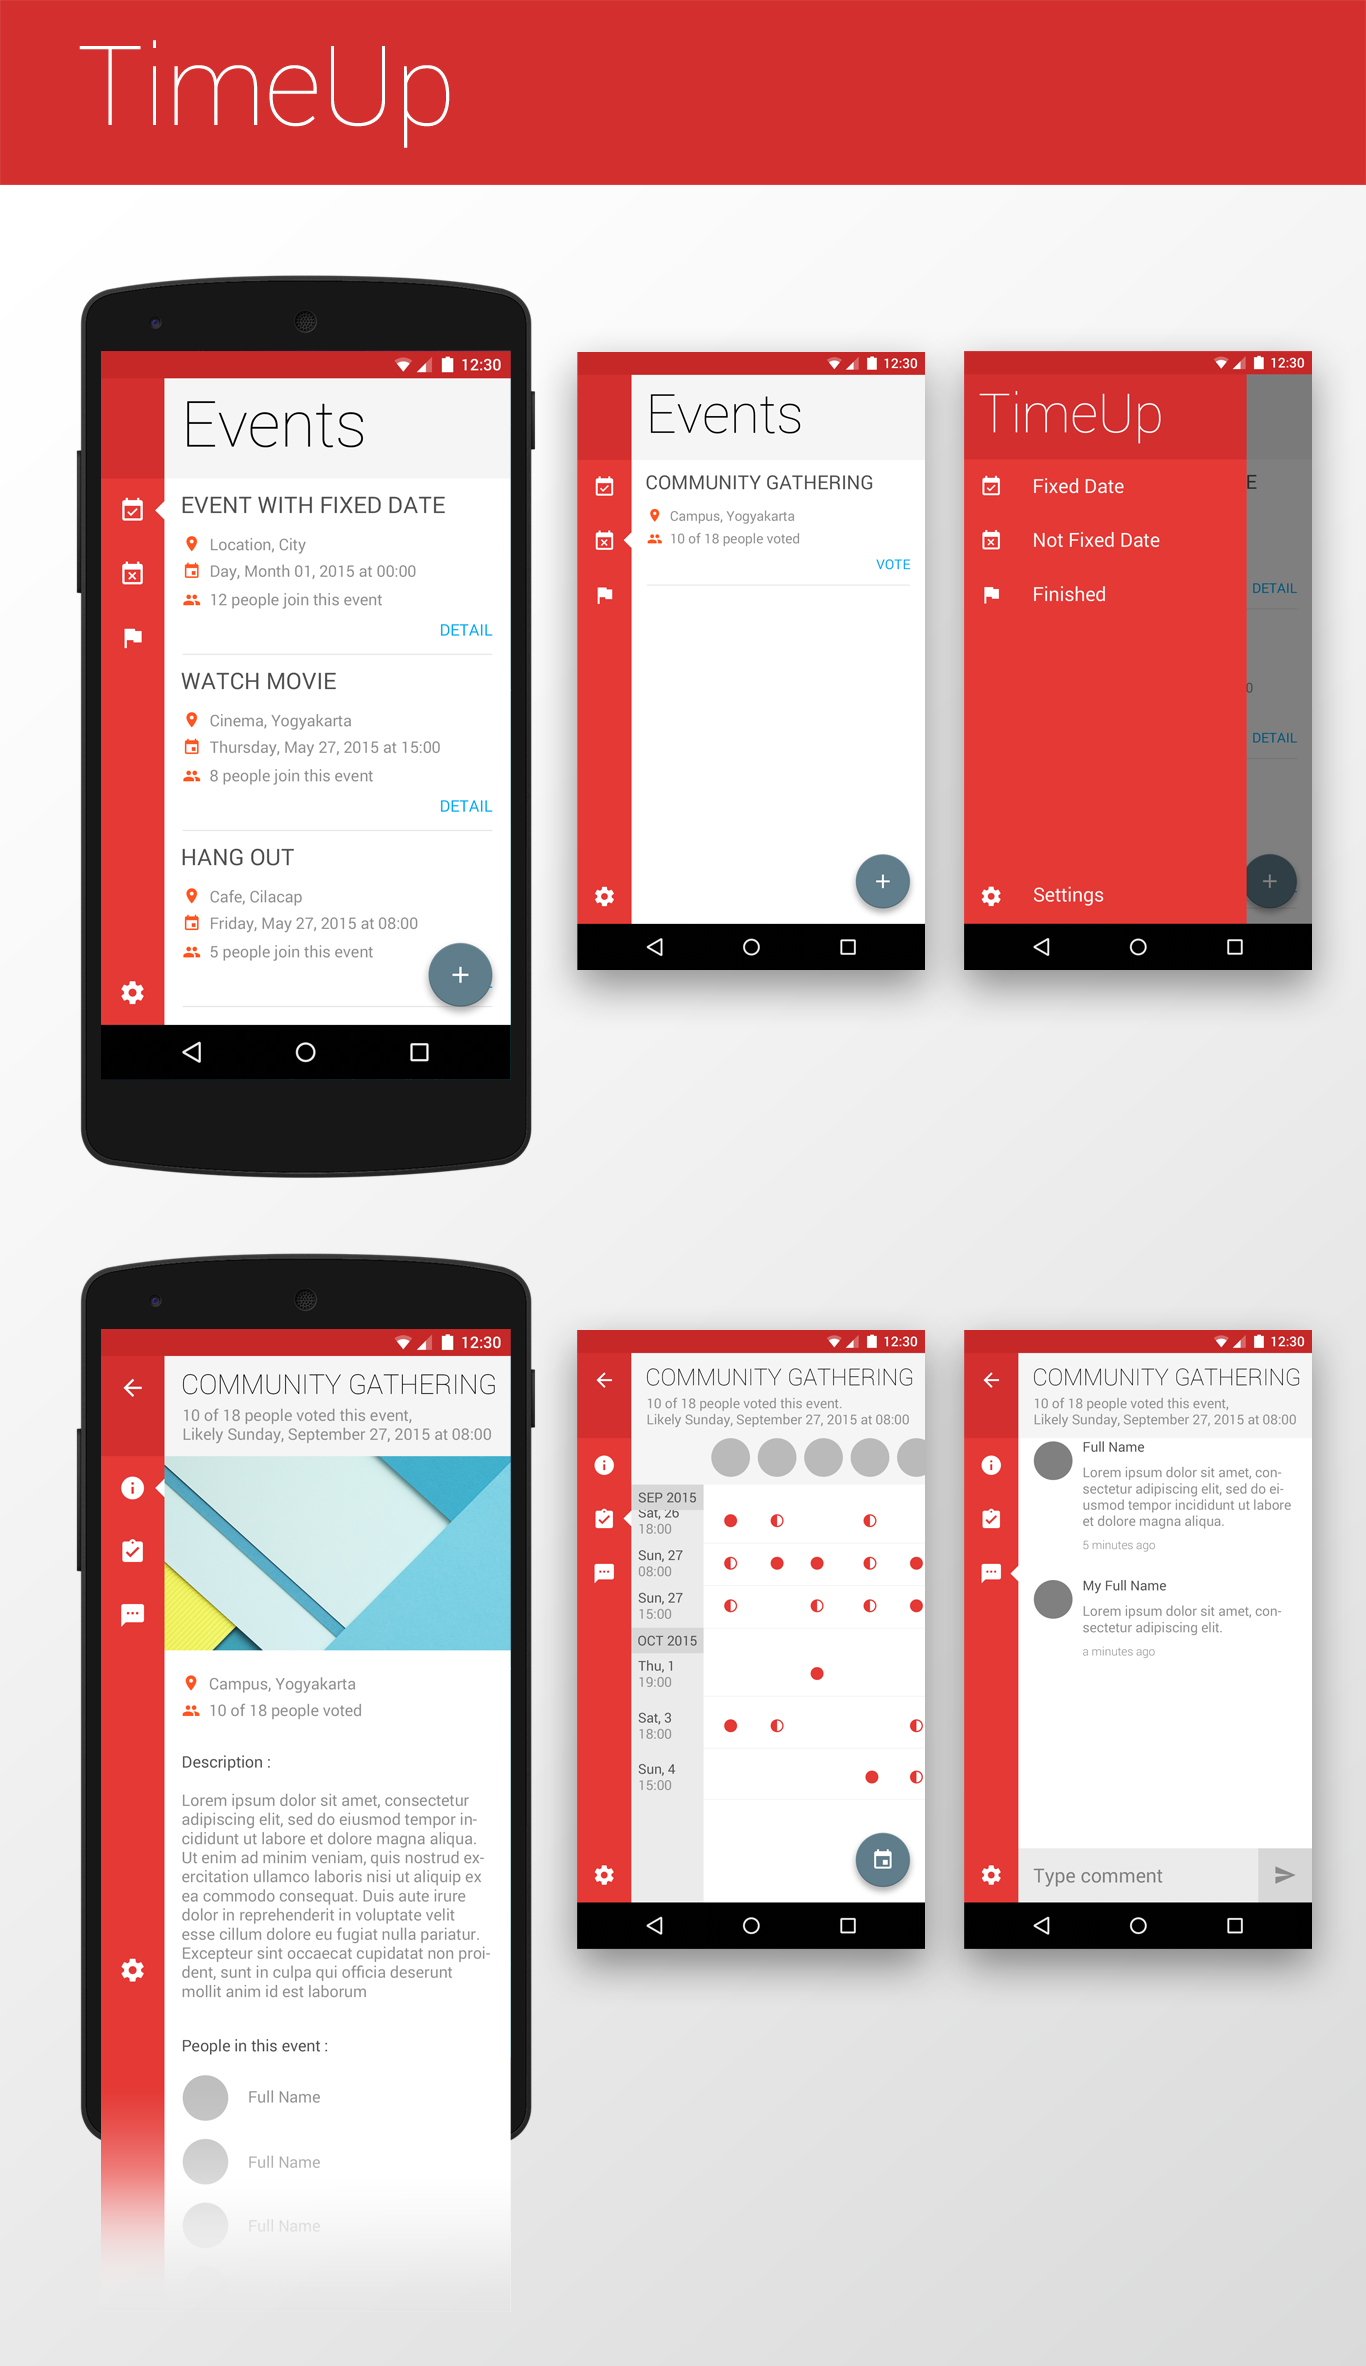 TimeUp
12:30
Events
EVENT WITH FIXED DATE
Location, City
Day, Month 01, 2015 at 00:00
12 people join this event
DETAIL
WATCH MOVIE
Cinema, Yogyakarta
Thursday, May 27, 2015 at 15:00
8 people join this event
DETAIL
HANG OUT
Cafe, Cilacap
Friday, May 27, 2015 at 08:00
5 people join this event
12:30
Events
COMMUNITY GATHERING
Campus, Yogyakarta
10 of 18 people voted
VOTE
12:30
TimeUp
Fixed Date
Not Fixed Date
Finished
Settings
E
DETAIL
0
DETAIL
12:30
COMMUNITY GATHERING
10 of 18 people voted this event,
Likely Sunday, September 27, 2015 at 08:00
Campus, Yogyakarta
10 of 18 people voted
Description :
Lorem ipsum dolor sit amet, consectetur
adipiscing elit, sed do eiusmod tempor in-
cididunt ut labore et dolore magna aliqua.
Ut enim ad minim veniam, quis nostrud ex-
ercitation ullamco laboris nisi ut aliquip ex
ea commodo consequat. Duis aute irure
dolor in reprehenderit in voluptate velit
esse cillum dolore eu fugiat nulla pariatur.
Excepteur sint occaecat cupidatat non proi-
dent, sunt in culpa qui officia deserunt
mollit anim id est laborum
People in this event :
Full Name
Full Name
Full Name
12:30
COMMUNITY GATHERING
10 of 18 people voted this event.
Likely Sunday, September 27, 2015 at 08:00
SEP 2015
Sat, 26
18:00
Sun, 27
08:00
Sun, 27
15:00
OCT 2015
Thu, 1
19:00
Sat, 3
18:00
Sun, 4
15:00
12:30
COMMUNITY GATHERING
10 of 18 people voted this event,
Likely Sunday, September 27, 2015 at 08:00
Full Name
Lorem ipsum dolor sit amet, con-
sectetur adipiscing elit, sed do ei-
usmod tempor incididunt ut labore
et dolore magna aliqua.
5 minutes ago
My Full Name
Lorem ipsum dolor sit amet, con-
sectetur adipiscing elit.
a minutes ago
Type comment